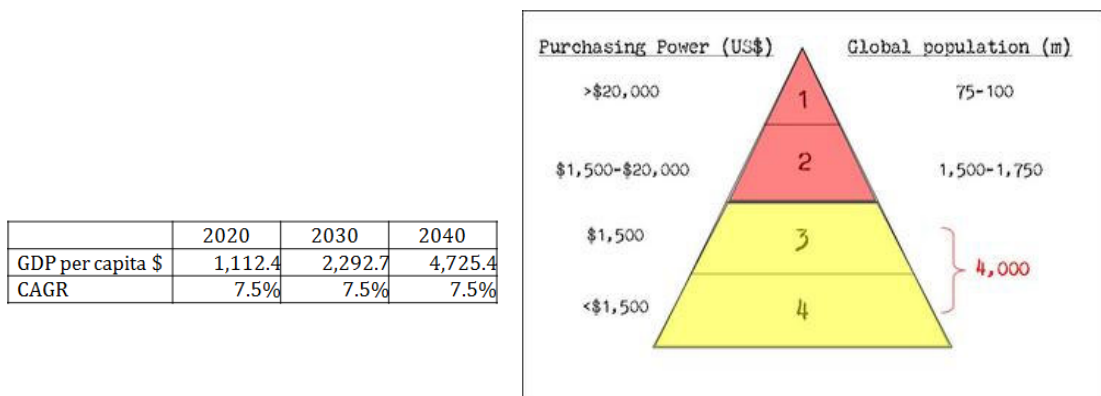 2020 2030 2040
GDP per capita $ 1,112.4 2,292.7 4,725.4
CAGR 7.5% 7.5% 7.5%
Purchasing Power (US$) Global population (m)
>$20,000 1 75-100
$1,500-$20,000 2 1,500-1,750
$1,500 3
4,000
<$1,500 4